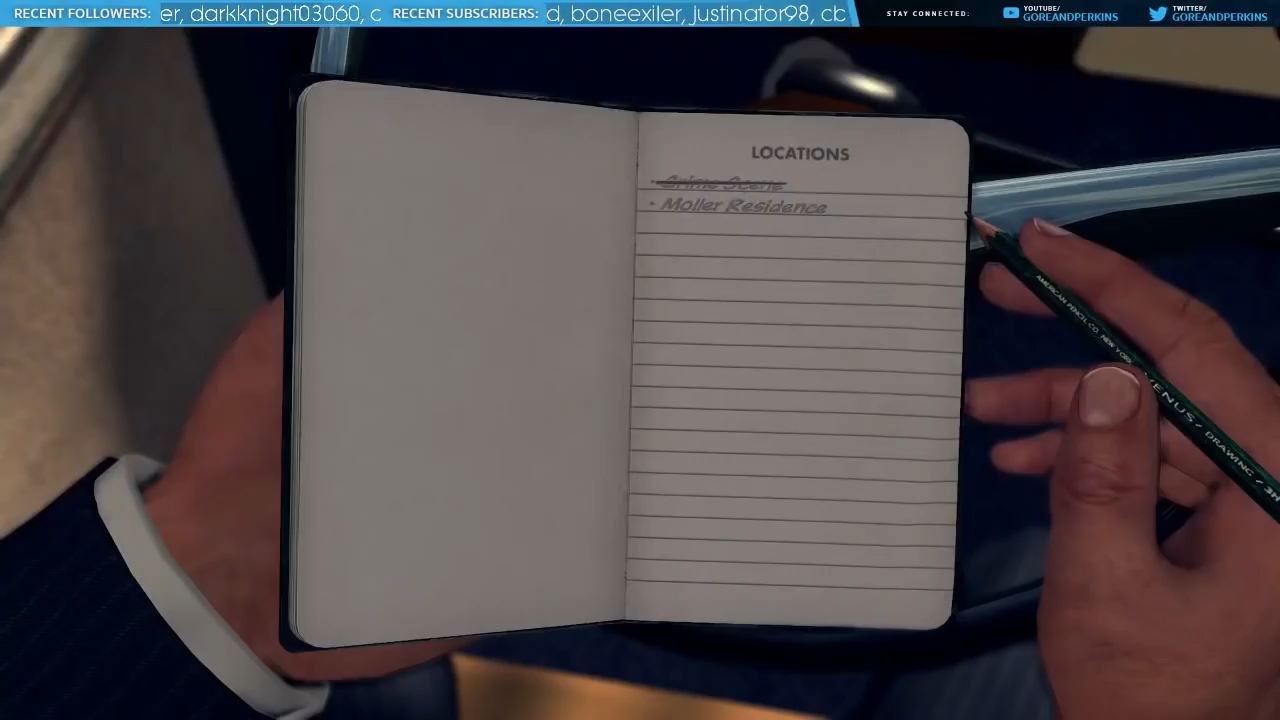 RECENT FOLLOWERS: er, darkknight03060, c RECENT SUBSCRIBERS: d, boneexiler, justinator98, cb STAY CONNECTED: YOUTUBE/ GOREANDPERKINS TWITTER/ GOREANDPERKINS
LOCATIONS
· Crime Scene
· Moller Residence
AMERICAN PENCIL CO. NEW YORK VENUS / DRAWING / 3H